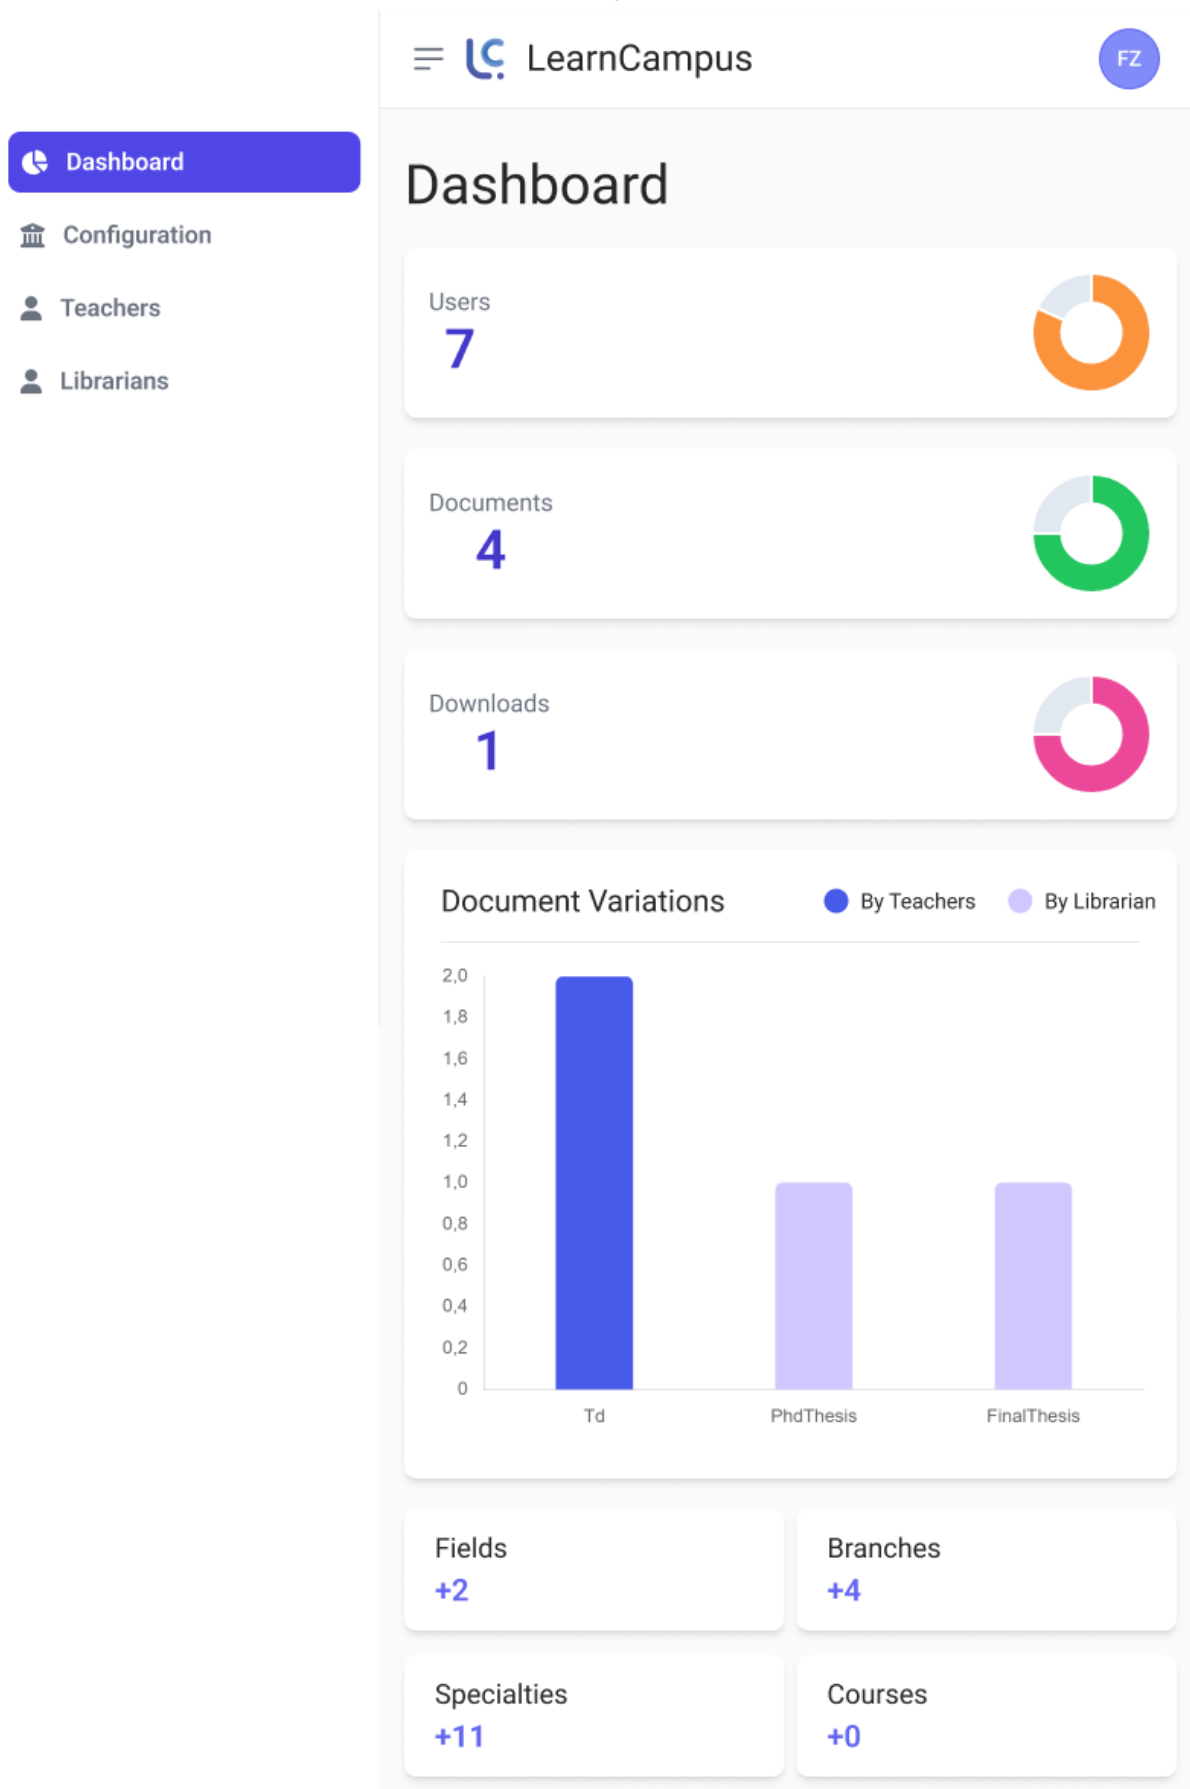 LearnCampus
FZ
Dashboard
Configuration
Teachers
Librarians
Dashboard
Users
7
Documents
4
Downloads
1
Document Variations
By Teachers
By Librarian
2,0
1,8
1,6
1,4
1,2
1,0
0,8
0,6
0,4
0,2
0
Td
PhdThesis
FinalThesis
Fields
+2
Branches
+4
Specialties
+11
Courses
+0